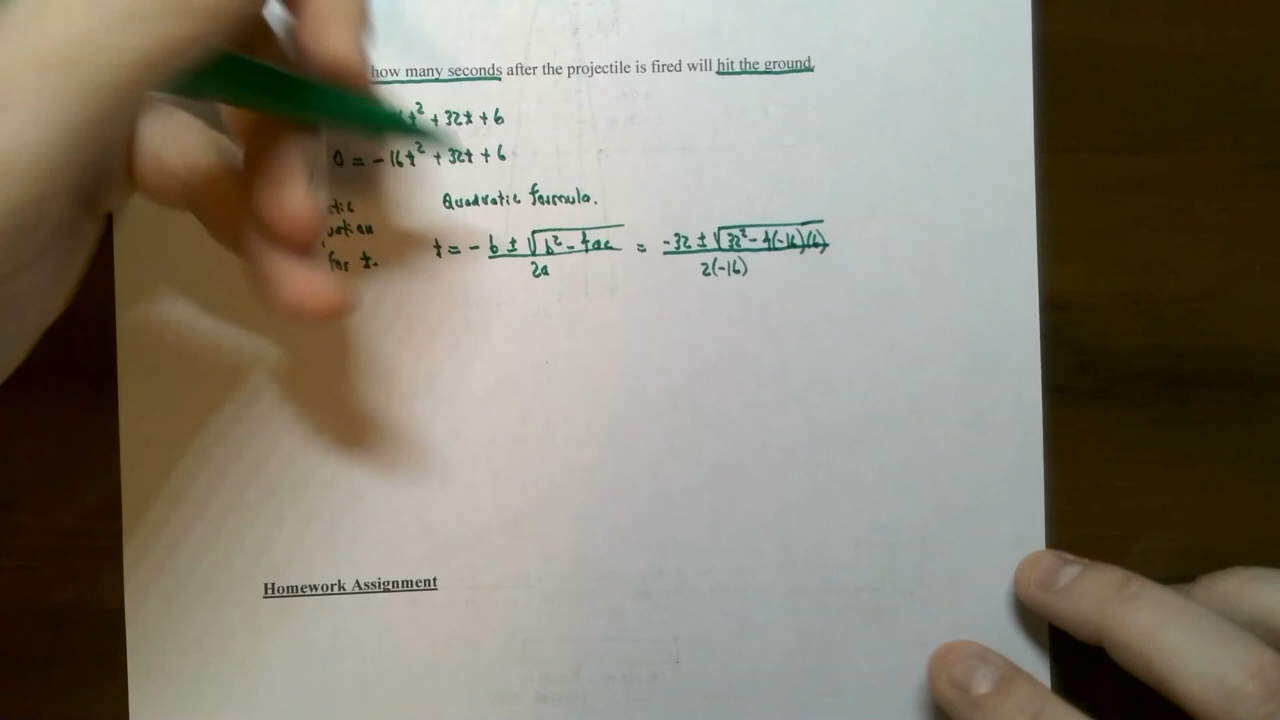 how many seconds after the projectile is fired will hit the ground.
t² + 32t + 6
0 = -16t² + 32t + 6
Quadratic formula.
for t.
t = -b ± √b² - 4ac / 2a = -32 ± √32² - 4(-16)(6) / 2(-16)
Homework Assignment